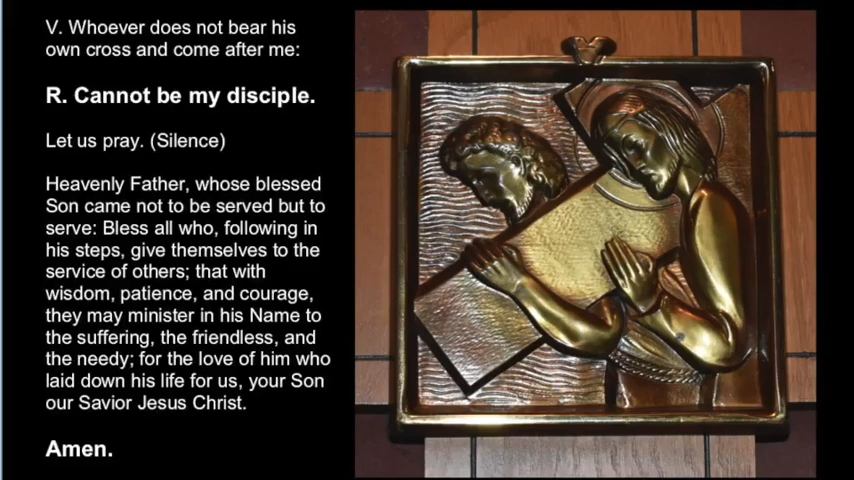 V. Whoever does not bear his
own cross and come after me:
R. Cannot be my disciple.
Let us pray. (Silence)
Heavenly Father, whose blessed
Son came not to be served but to
serve: Bless all who, following in
his steps, give themselves to the
service of others; that with
wisdom, patience, and courage,
they may minister in his Name to
the suffering, the friendless, and
the needy; for the love of him who
laid down his life for us, your Son
our Savior Jesus Christ.
Amen.